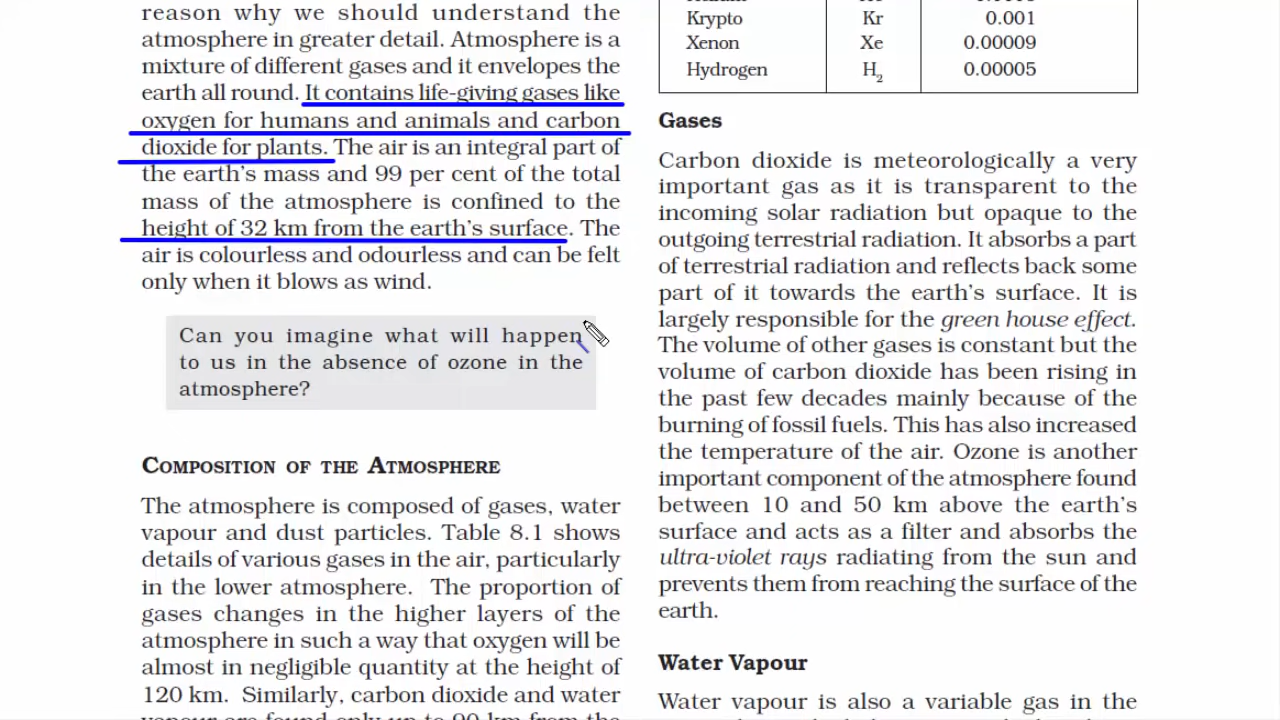 reason why we should understand the
atmosphere in greater detail. Atmosphere is a
mixture of different gases and it envelopes the
earth all round. It contains life-giving gases like
oxygen for humans and animals and carbon
dioxide for plants. The air is an integral part of
the earth's mass and 99 per cent of the total
mass of the atmosphere is confined to the
height of 32 km from the earth's surface. The
air is colourless and odourless and can be felt
only when it blows as wind.
Can you imagine what will happen
to us in the absence of ozone in the
atmosphere?
COMPOSITION OF THE ATMOSPHERE
The atmosphere is composed of gases, water
vapour and dust particles. Table 8.1 shows
details of various gases in the air, particularly
in the lower atmosphere. The proportion of
gases changes in the higher layers of the
atmosphere in such a way that oxygen will be
almost in negligible quantity at the height of
120 km. Similarly, carbon dioxide and water
vapour are found only up to 90 km from the
Krypto Kr 0.001
Xenon Xe 0.00009
Hydrogen H2 0.00005
Gases
Carbon dioxide is meteorologically a very
important gas as it is transparent to the
incoming solar radiation but opaque to the
outgoing terrestrial radiation. It absorbs a part
of terrestrial radiation and reflects back some
part of it towards the earth's surface. It is
largely responsible for the green house effect.
The volume of other gases is constant but the
volume of carbon dioxide has been rising in
the past few decades mainly because of the
burning of fossil fuels. This has also increased
the temperature of the air. Ozone is another
important component of the atmosphere found
between 10 and 50 km above the earth's
surface and acts as a filter and absorbs the
ultra-violet rays radiating from the sun and
prevents them from reaching the surface of the
earth.
Water Vapour
Water vapour is also a variable gas in the